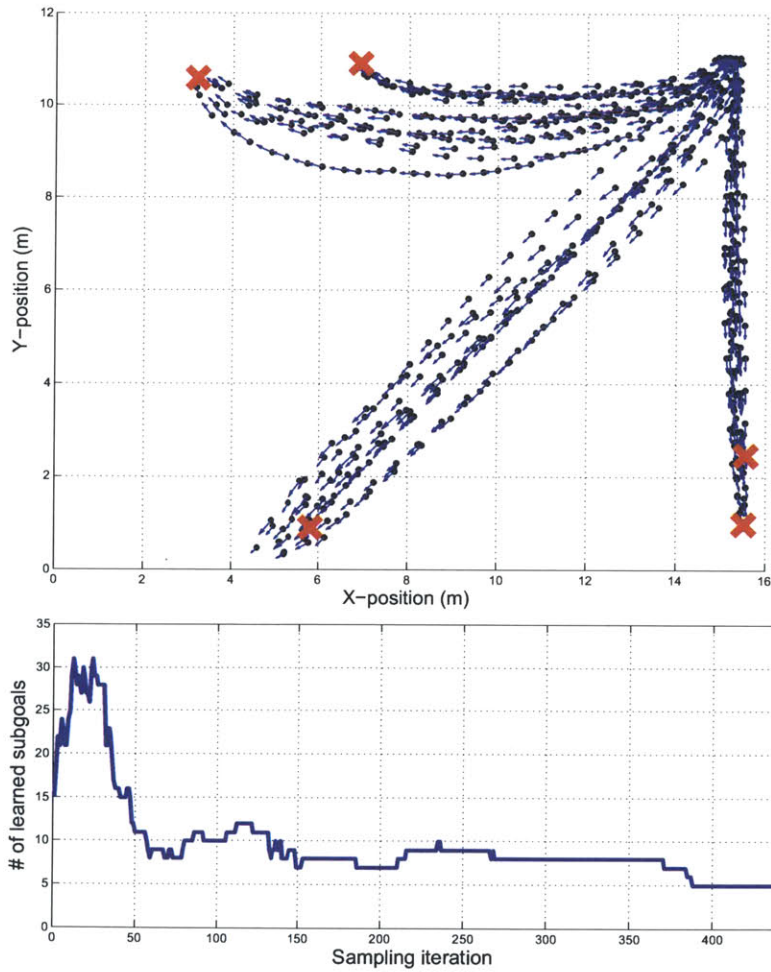 12
10
8
6
4
2
0
Y-position (m)
0 2 4 6 8 10 12 14 16
X-position (m)
35
30
25
20
15
10
5
0
# of learned subgoals
0 50 100 150 200 250 300 350 400
Sampling iteration